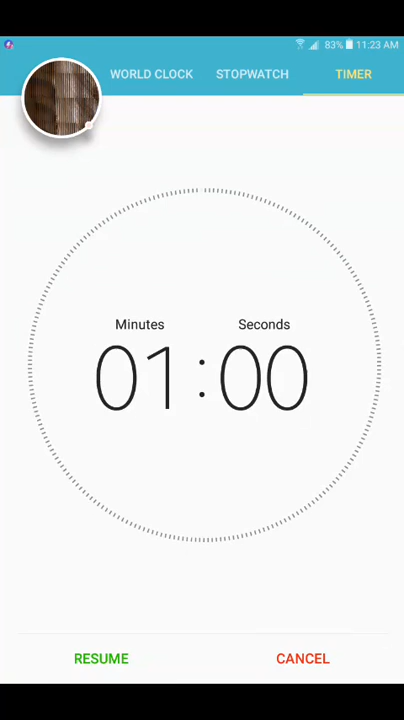 83% 11:23 AM
WORLD CLOCK STOPWATCH TIMER
Minutes Seconds
01:00
RESUME CANCEL